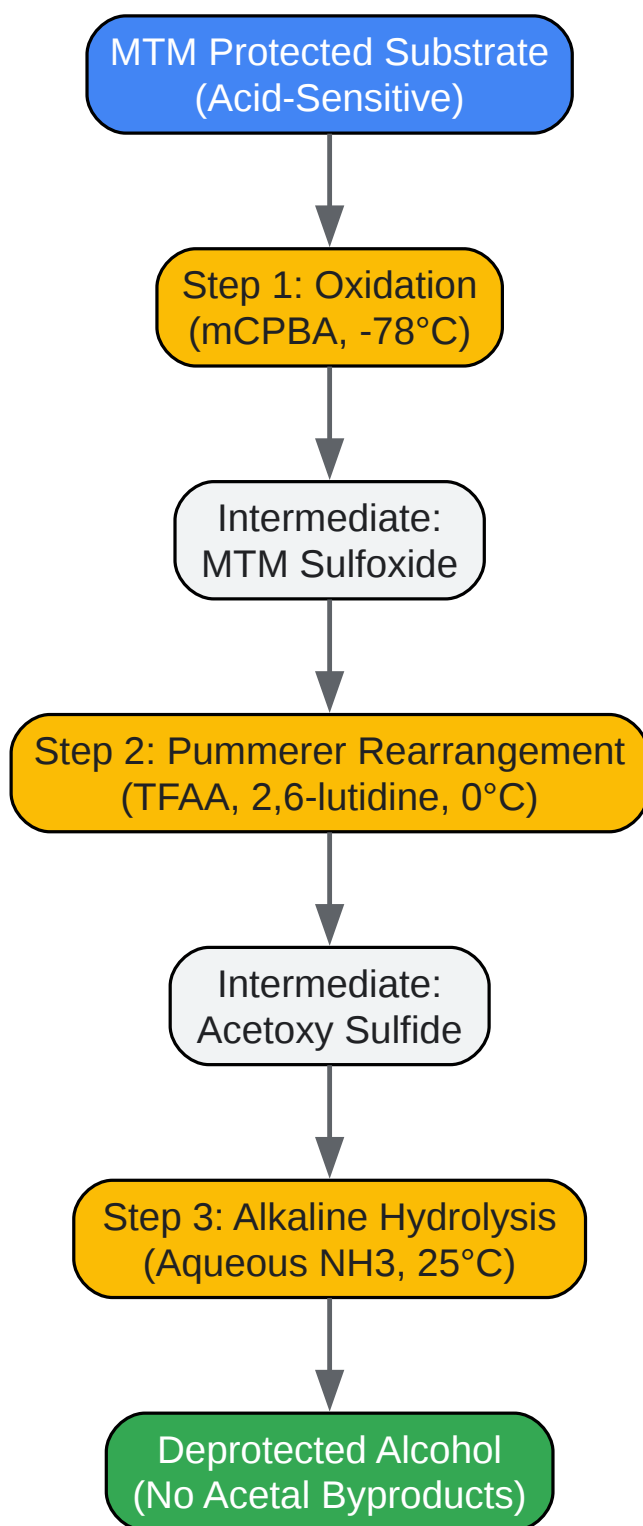 MTM Protected Substrate
(Acid-Sensitive)
Step 1: Oxidation
(mCPBA, -78°C)
Intermediate:
MTM Sulfoxide
Step 2: Pummerer Rearrangement
(TFAA, 2,6-lutidine, 0°C)
Intermediate:
Acetoxy Sulfide
Step 3: Alkaline Hydrolysis
(Aqueous NH3, 25°C)
Deprotected Alcohol
(No Acetal Byproducts)